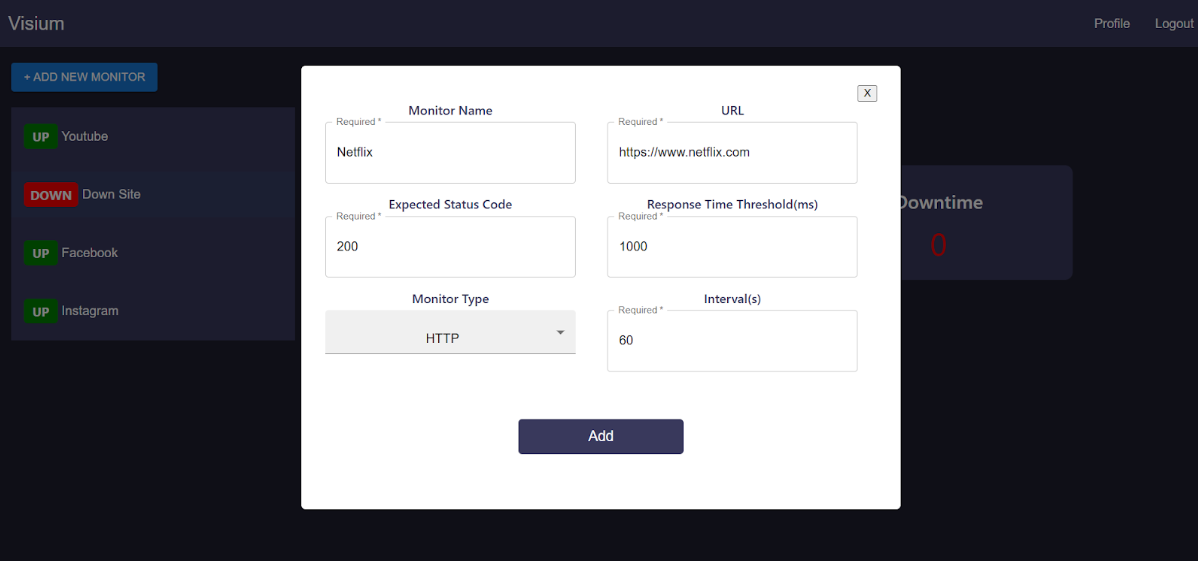 Visium
Profile
Logout
+ ADD NEW MONITOR
UP Youtube
DOWN Down Site
UP Facebook
UP Instagram
X
Monitor Name
Required *
Netflix
URL
Required *
https://www.netflix.com
Expected Status Code
Required *
200
Response Time Threshold(ms)
Required *
1000
Monitor Type
HTTP
Interval(s)
Required *
60
Add
Downtime
0